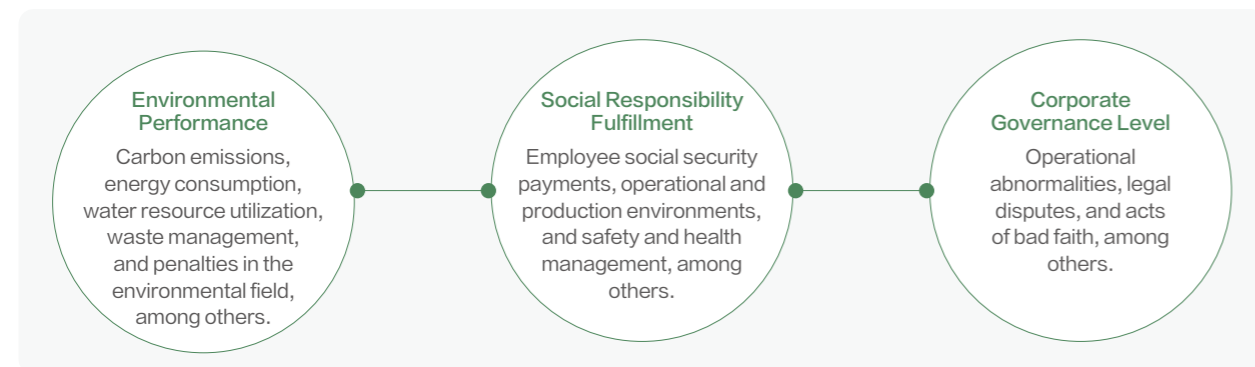 Environmental
Performance
Carbon emissions,
energy consumption,
water resource utilization,
waste management,
and penalties in the
environmental field,
among others.
Social Responsibility
Fulfillment
Employee social security
payments, operational and
production environments,
and safety and health
management, among
others.
Corporate
Governance Level
Operational
abnormalities, legal
disputes, and acts
of bad faith, among
others.